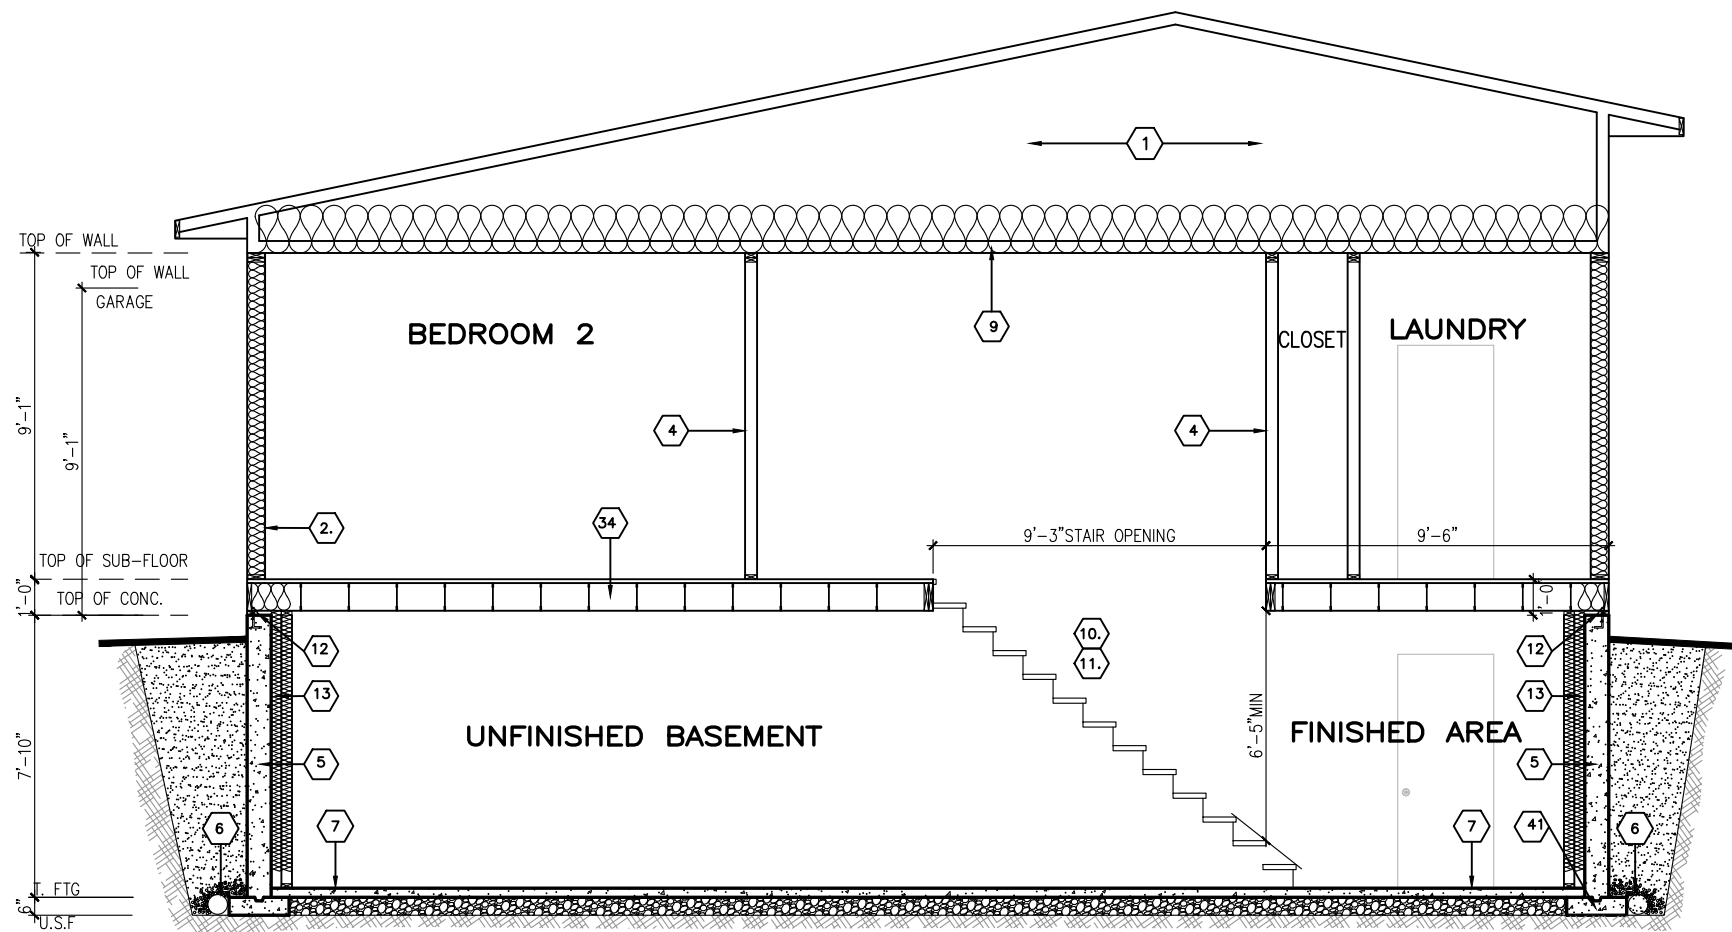 1
TOP OF WALL
TOP OF WALL
GARAGE
BEDROOM 2
9
CLOSET
LAUNDRY
9'-1"
9'-1"
4
4
2.
34
9'-3"STAIR OPENING
9'-6"
TOP OF SUB-FLOOR
1'-0"
TOP OF CONC.
1'-0"
10.
11.
12
12
13
13
7'-10"
UNFINISHED BASEMENT
6'-5"MIN
FINISHED AREA
5
5
6
7
7
41
6
T. FTG
6"
U.S.F